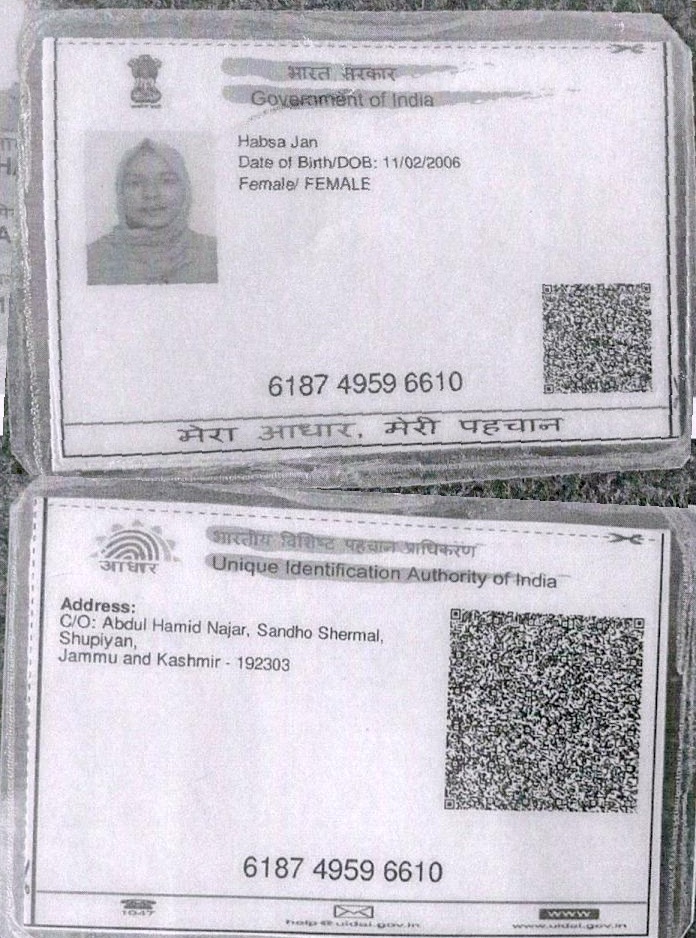 भारत सरकार
Government of India
Habsa Jan
Date of Birth/DOB: 11/02/2006
Female/ FEMALE
6187 4959 6610
मेरा आधार, मेरी पहचान
भारतीय विशिष्ट पहचान प्राधिकरण
Unique Identification Authority of India
आधार
Address:
C/O: Abdul Hamid Najar, Sandho Shermal,
Shupiyan,
Jammu and Kashmir - 192303
6187 4959 6610
1947
help@uidai.gov.in
www
www.uidai.gov.in